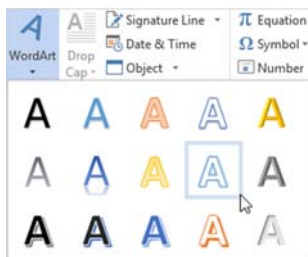 WordArt
Drop
Cap
Signature Line
Date & Time
Object
π Equation
Ω Symbol
# Number
A A A A A
A A A A A
A A A A A